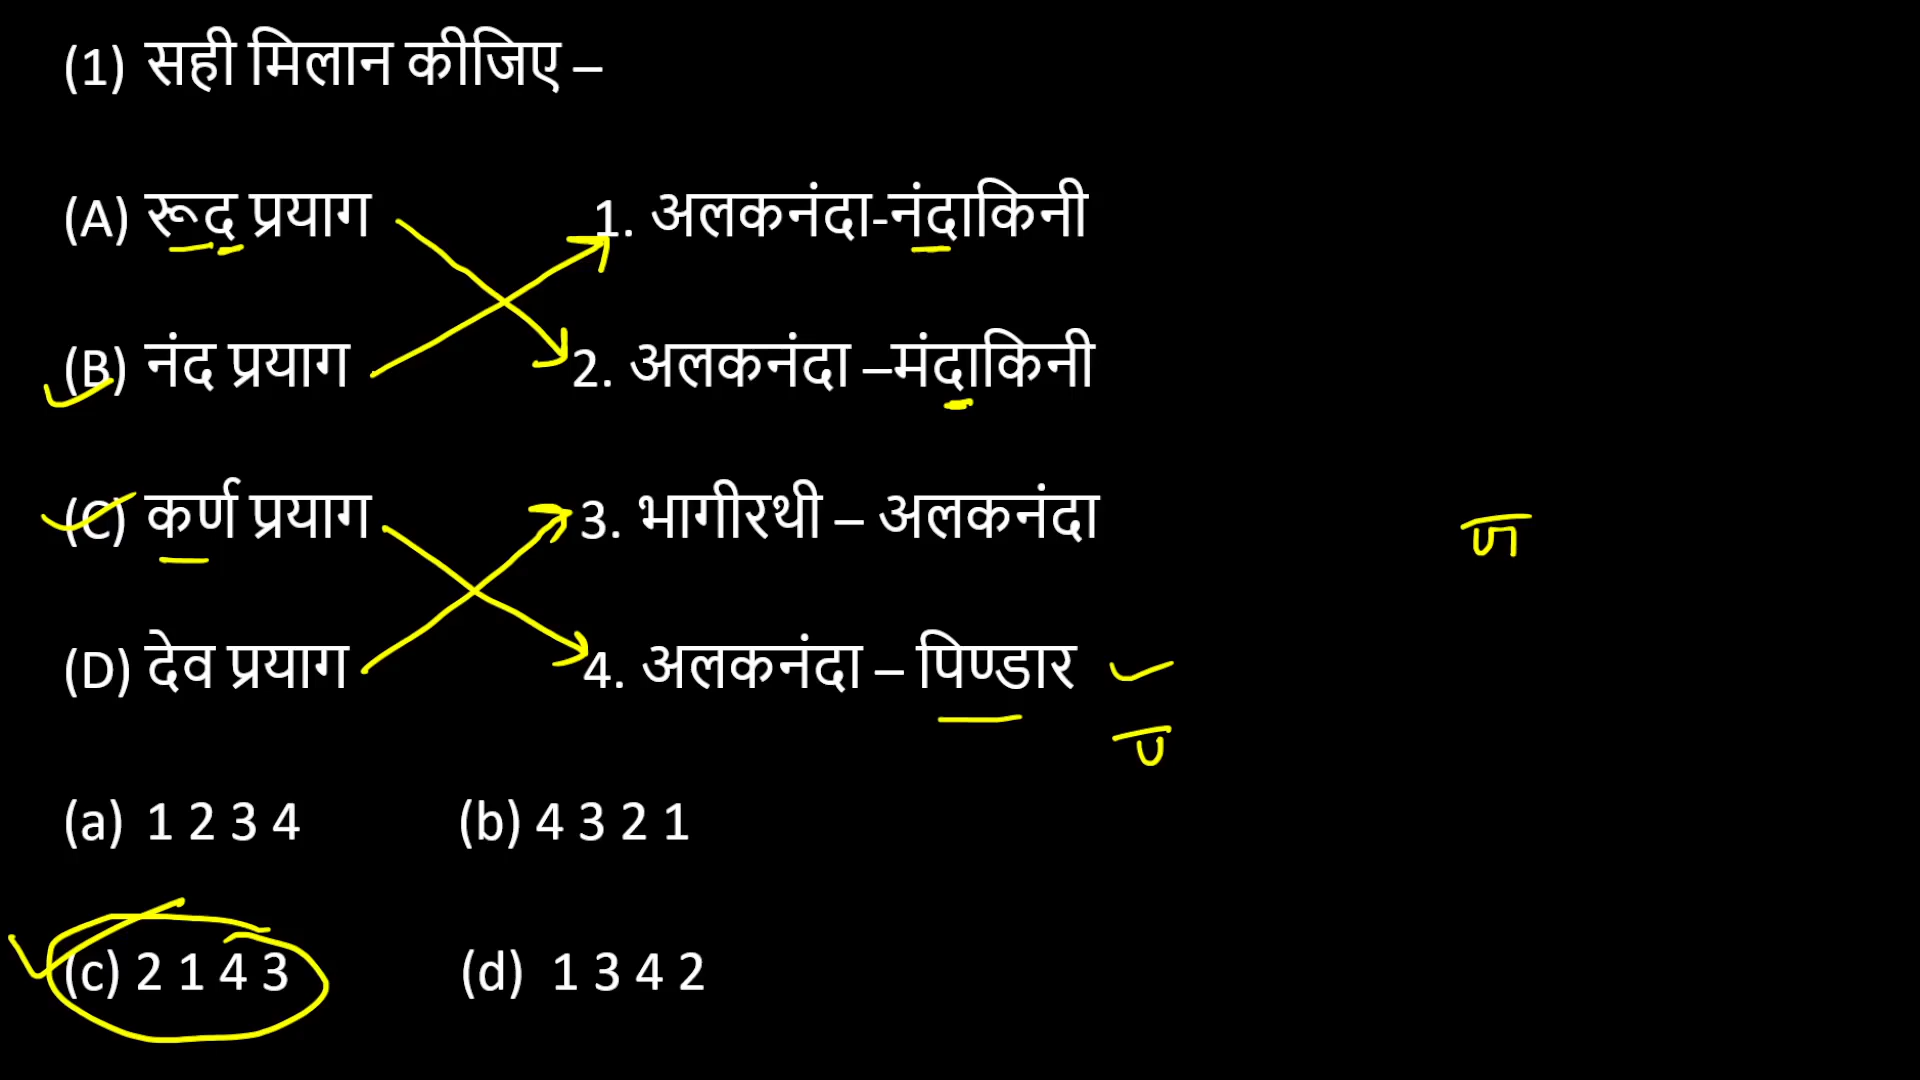 (1) सही मिलान कीजिए –
(A) रूद्र प्रयाग 1. अलकनंदा-नंदाकिनी
(B) नंद प्रयाग 2. अलकनंदा –मंदाकिनी
(C) कर्ण प्रयाग 3. भागीरथी – अलकनंदा
(D) देव प्रयाग 4. अलकनंदा – पिण्डार
(a) 1 2 3 4 (b) 4 3 2 1
(c) 2 1 4 3 (d) 1 3 4 2